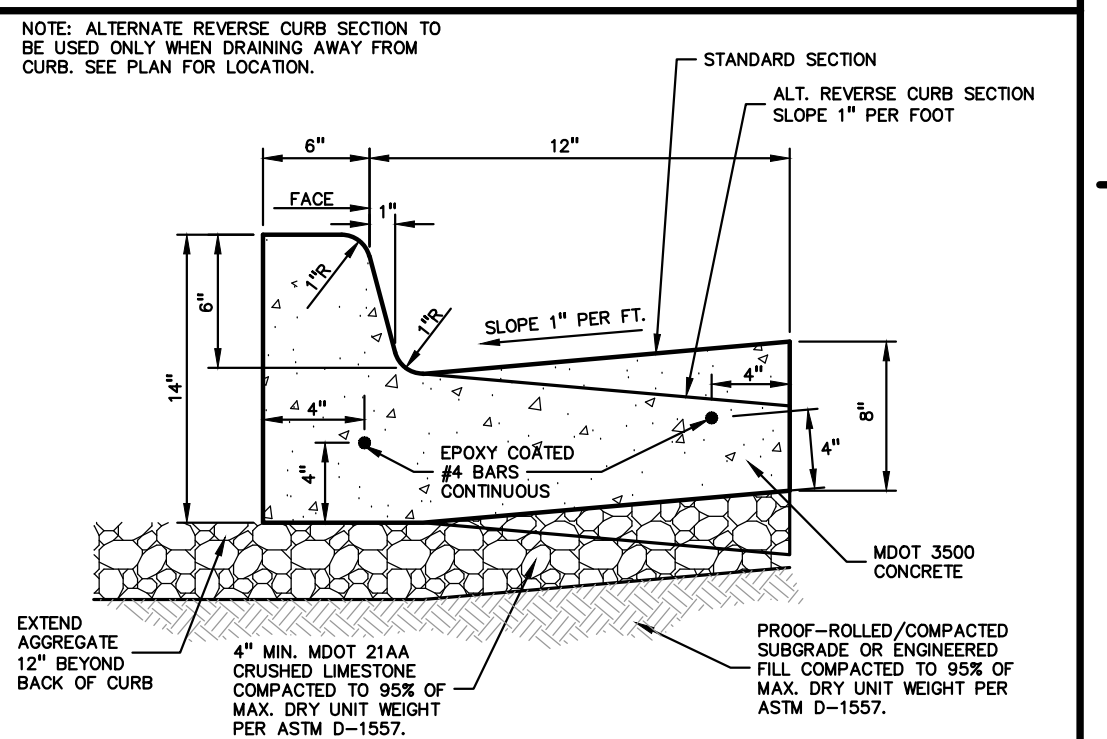 NOTE: ALTERNATE REVERSE CURB SECTION TO
BE USED ONLY WHEN DRAINING AWAY FROM
CURB. SEE PLAN FOR LOCATION.
STANDARD SECTION
ALT. REVERSE CURB SECTION
SLOPE 1" PER FOOT
6"
12"
FACE
1"
1"R
6"
1"R
SLOPE 1" PER FT.
14"
4"
8"
4"
4"
4"
EPOXY COATED
#4 BARS
CONTINUOUS
MDOT 3500
CONCRETE
EXTEND
AGGREGATE
12" BEYOND
BACK OF CURB
4" MIN. MDOT 21AA
CRUSHED LIMESTONE
COMPACTED TO 95% OF
MAX. DRY UNIT WEIGHT
PER ASTM D-1557.
PROOF-ROLLED/COMPACTED
SUBGRADE OR ENGINEERED
FILL COMPACTED TO 95% OF
MAX. DRY UNIT WEIGHT PER
ASTM D-1557.